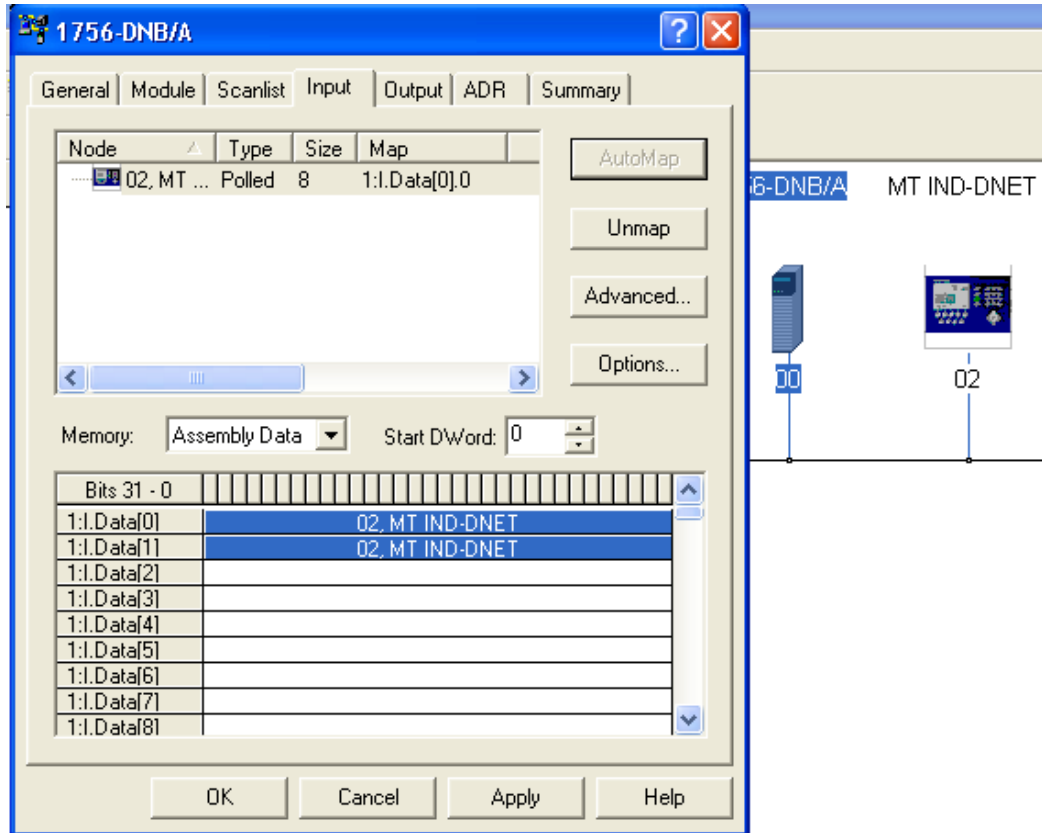 1756-DNB/A
General Module Scanlist Input Output ADR Summary
Node Type Size Map
02, MT ... Polled 8 1:I.Data[0].0
AutoMap
Unmap
Advanced...
Options...
Memory: Assembly Data Start DWord: 0
Bits 31 - 0
1:I.Data[0] 02, MT IND-DNET
1:I.Data[1] 02, MT IND-DNET
1:I.Data[2]
1:I.Data[3]
1:I.Data[4]
1:I.Data[5]
1:I.Data[6]
1:I.Data[7]
1:I.Data[8]
OK Cancel Apply Help
6-DNB/A MT IND-DNET
00 02